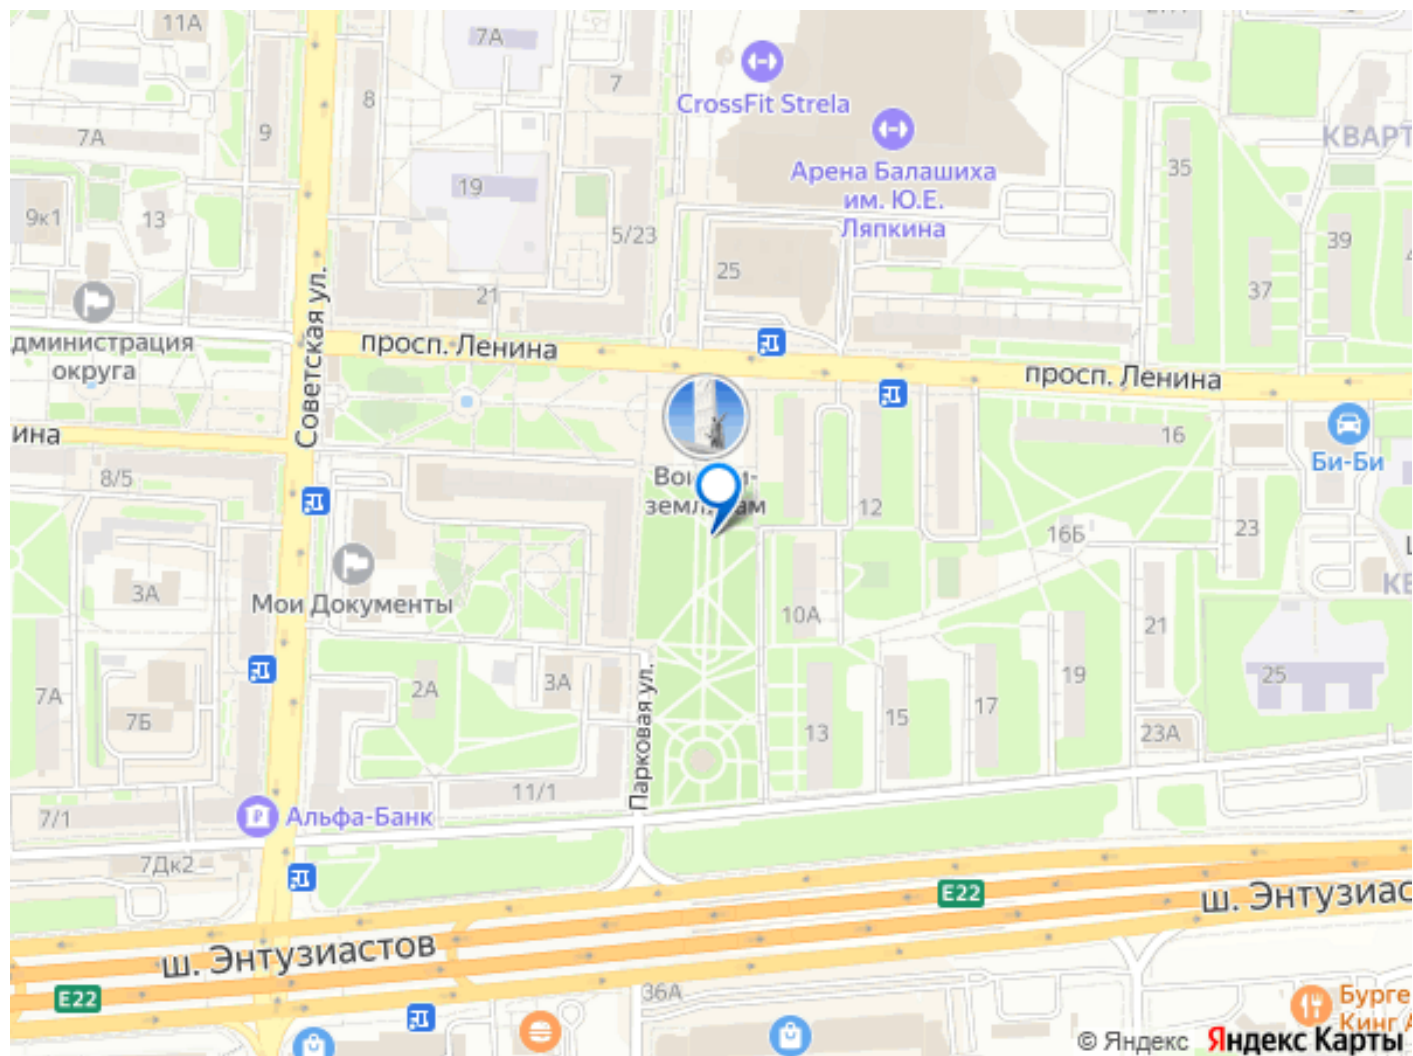 11А
7А
7
8
CrossFit Strela
9
7А
КВАРТ
Арена Балашиха
им. Ю.Е.
Ляпкина
35
19
9к1
13
5/23
39
25
37
21
Советская ул.
просп. Ленина
дминистрация
округа
просп. Ленина
ина
16
Би-Би
8/5
12
23
16Б
3А
Мои Документы
КВ
10А
21
7А
2А
3А
19
25
17
15
7Б
13
23А
Парковая ул.
11/1
7/1
Альфа-Банк
7Дк2
E22
ш. Энтузиас
ш. Энтузиастов
E22
36А
Бурге
Кинг А
© Яндекс Яндекс Карты